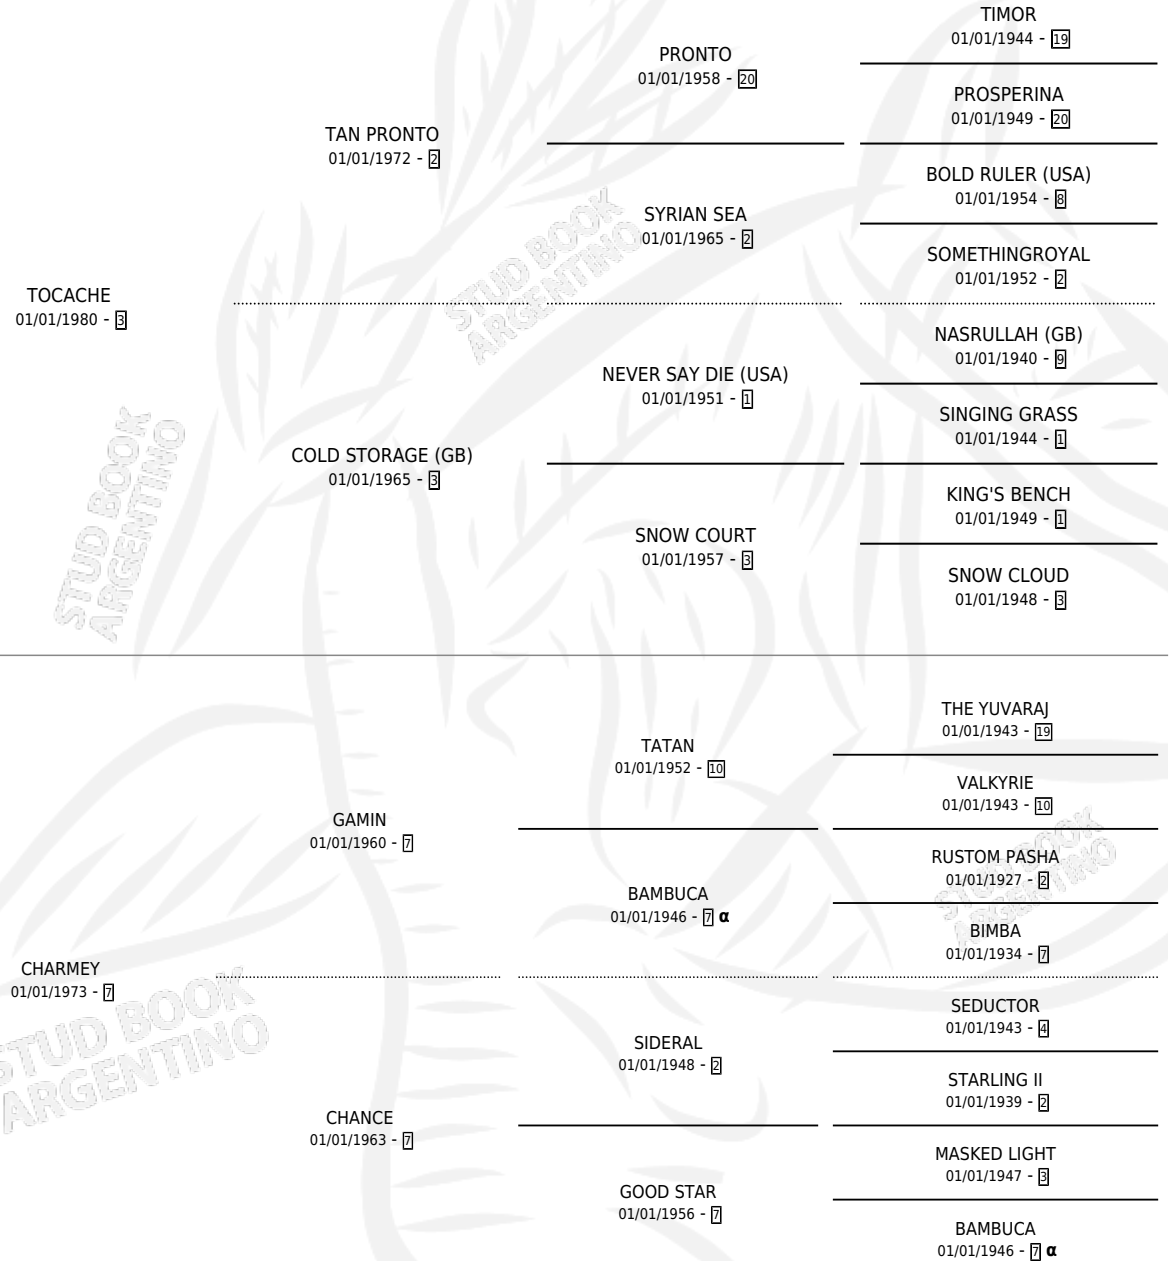 TIMOR
01/01/1944 - 19
PRONTO
01/01/1958 - 20
PROSPERINA
01/01/1949 - 20
TAN PRONTO
01/01/1972 - 2
BOLD RULER (USA)
01/01/1954 - 8
SYRIAN SEA
01/01/1965 - 2
SOMETHINGROYAL
01/01/1952 - 2
STUD BOOK
ARGENTINO
TOCACHE
01/01/1980 - 3
NASRULLAH (GB)
01/01/1940 - 9
NEVER SAY DIE (USA)
01/01/1951 - 1
SINGING GRASS
01/01/1944 - 1
COLD STORAGE (GB)
01/01/1965 - 3
KING'S BENCH
01/01/1949 - 1
SNOW COURT
01/01/1957 - 3
SNOW CLOUD
01/01/1948 - 3
STUD BOOK
ARGENTINO
THE YUVARAJ
01/01/1943 - 19
TATAN
01/01/1952 - 10
VALKYRIE
01/01/1943 - 10
GAMIN
01/01/1960 - 7
RUSTOM PASHA
01/01/1927 - 2
BAMBUCA
01/01/1946 - 7 α
BIMBA
01/01/1934 - 7
STUD BOOK
ARGENTINO
CHARMEY
01/01/1973 - 7
SEDUCTOR
01/01/1943 - 4
SIDERAL
01/01/1948 - 2
STARLING II
01/01/1939 - 2
CHANCE
01/01/1963 - 7
MASKED LIGHT
01/01/1947 - 3
GOOD STAR
01/01/1956 - 7
BAMBUCA
01/01/1946 - 7 α
STUD BOOK
ARGENTINO